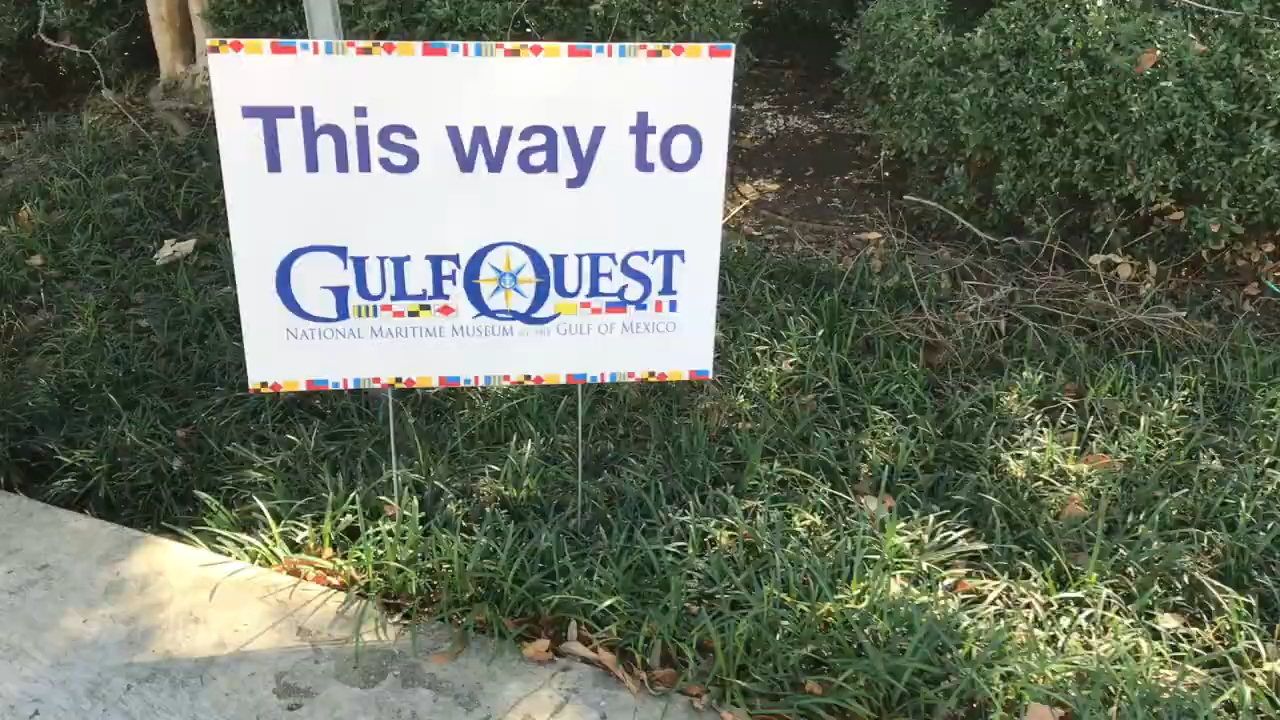 This way to
GULFQUEST
NATIONAL MARITIME MUSEUM OF THE GULF OF MEXICO